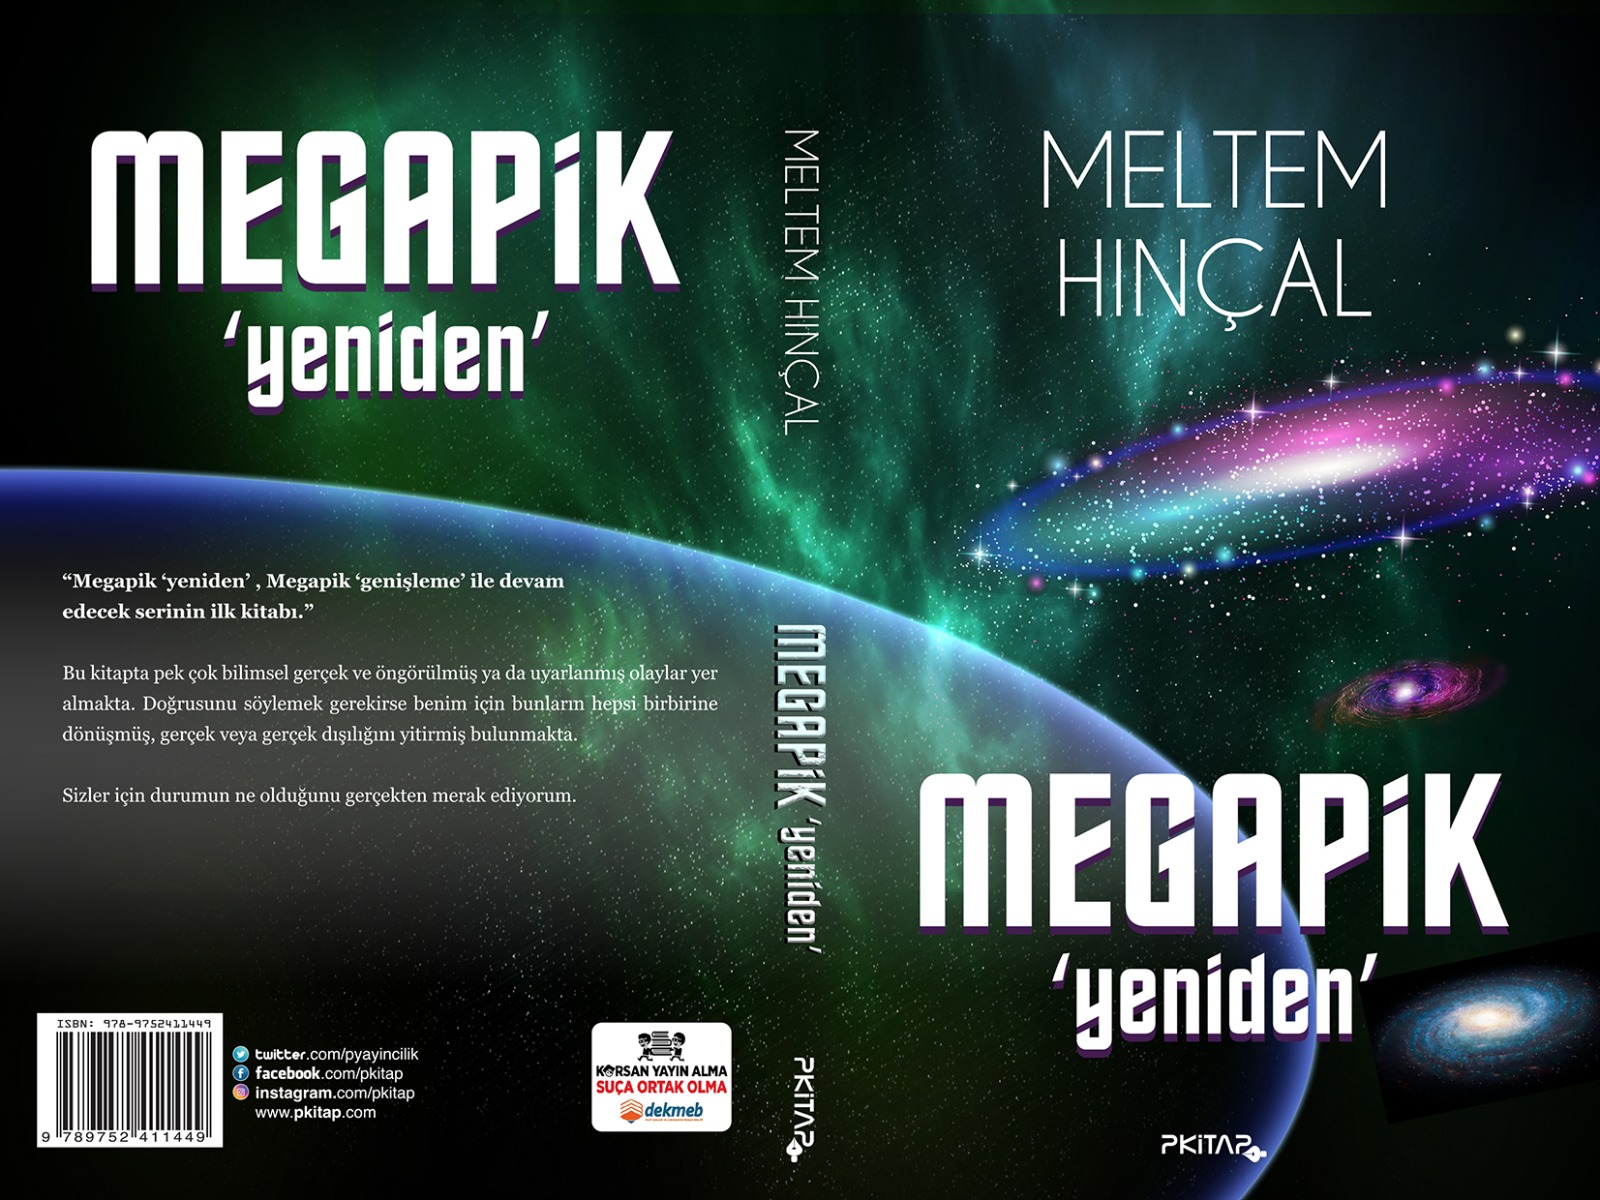 MEGAPİK
‘yeniden’
“Megapik ‘yeniden’ , Megapik ‘genişleme’ ile devam
edecek serinin ilk kitabı.”
Bu kitapta pek çok bilimsel gerçek ve öngörülmüş ya da uyarlanmış olaylar yer
almakta. Doğrusunu söylemek gerekirse benim için bunların hepsi birbirine
dönüşmüş, gerçek veya gerçek dışılığını yitirmiş bulunmakta.
Sizler için durumun ne olduğunu gerçekten merak ediyorum.
ISBN: 978-9752411449
9 789752 411449
twitter.com/pyayincilik
facebook.com/pkitap
instagram.com/pkitap
www.pkitap.com
KORSAN YAYIN ALMA
SUÇA ORTAK OLMA
dekmeb
MELTEM HINÇAL
MEGAPİK ‘yeniden’
PKİTAP
MELTEM
HINÇAL
MEGAPİK
‘yeniden’
PKİTAP